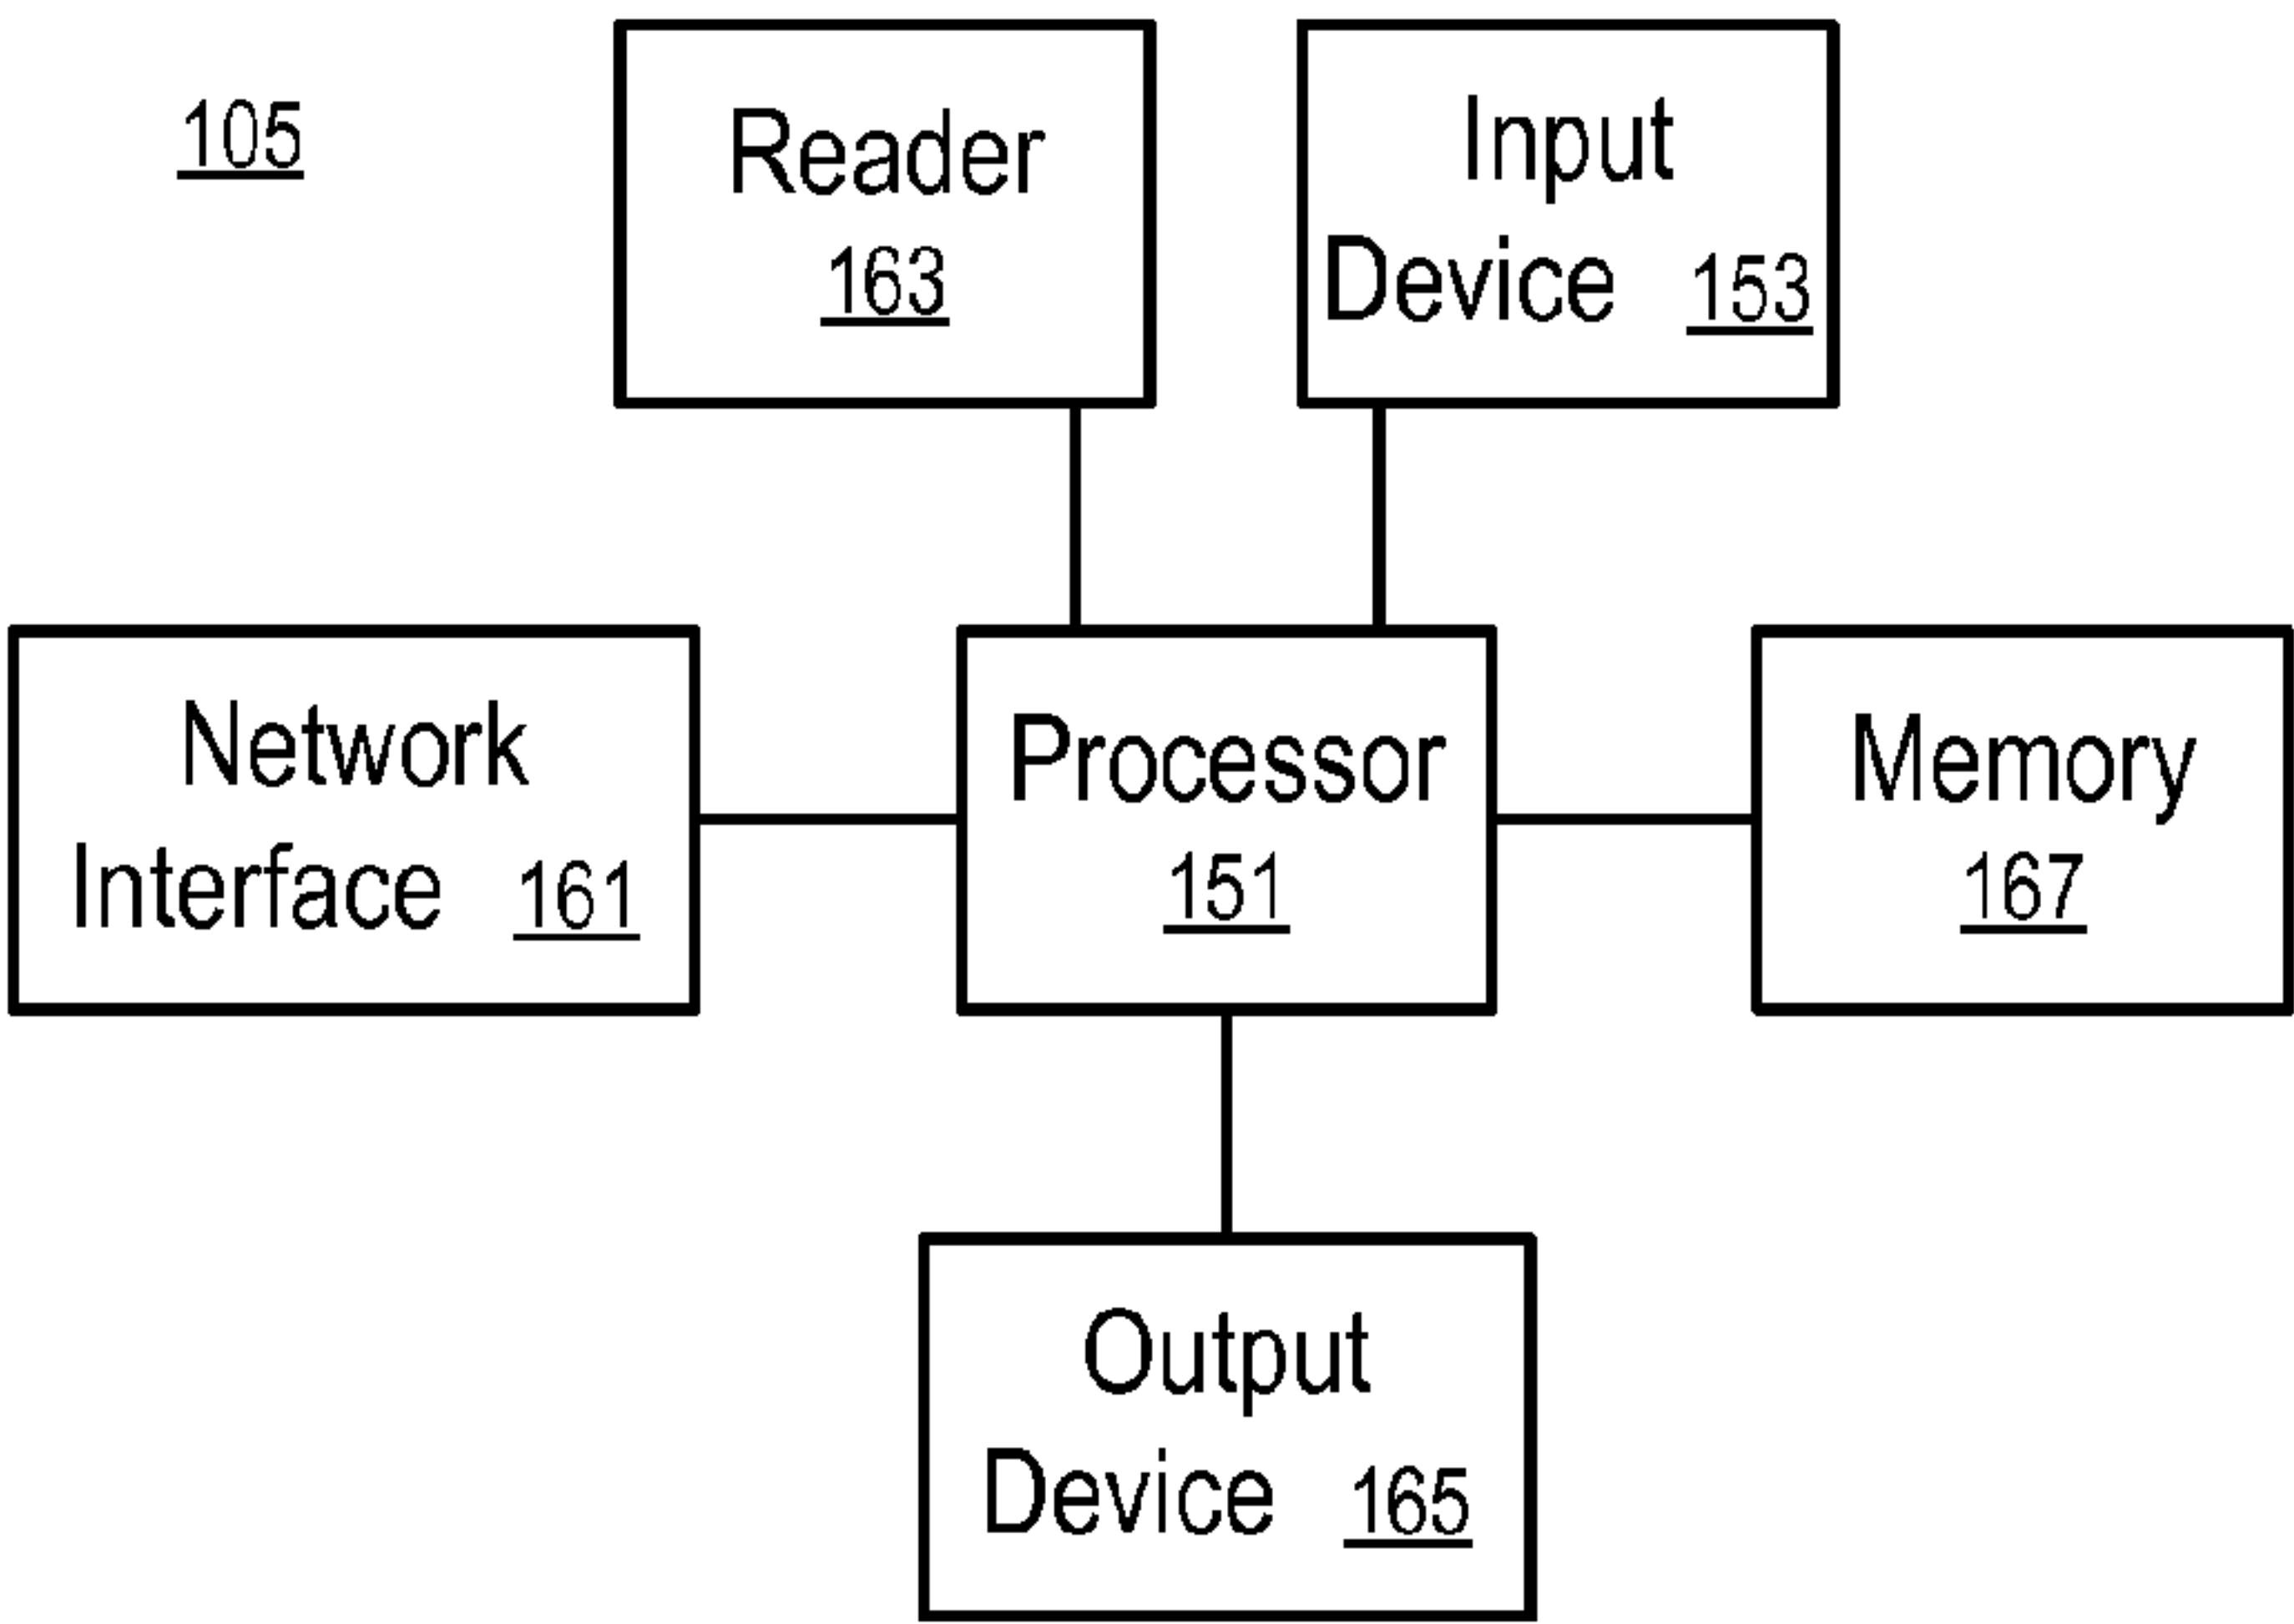 105
Reader
163
Input
Device 153
Network
Interface 161
Processor
151
Memory
167
Output
Device 165